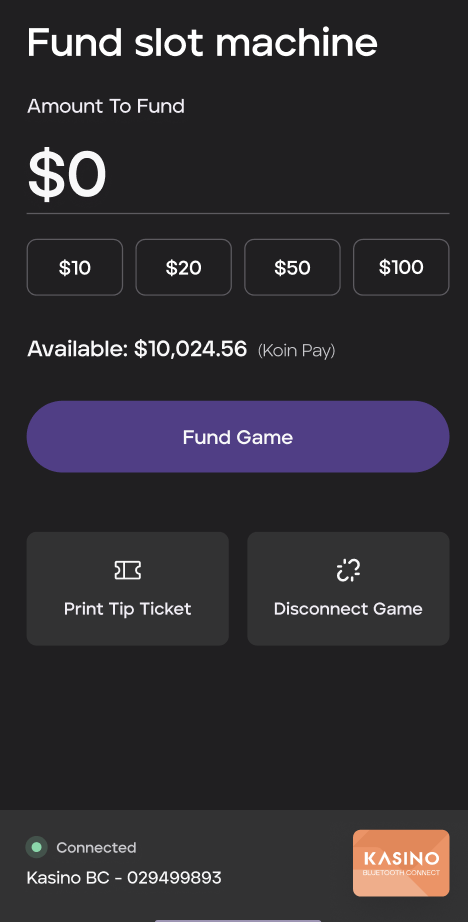 Fund slot machine
Amount To Fund
$0
$10 $20 $50 $100
Available: $10,024.56 (Koin Pay)
Fund Game
Print Tip Ticket Disconnect Game
Connected
Kasino BC - 029499893
KASINO
BLUETOOTH CONNECT